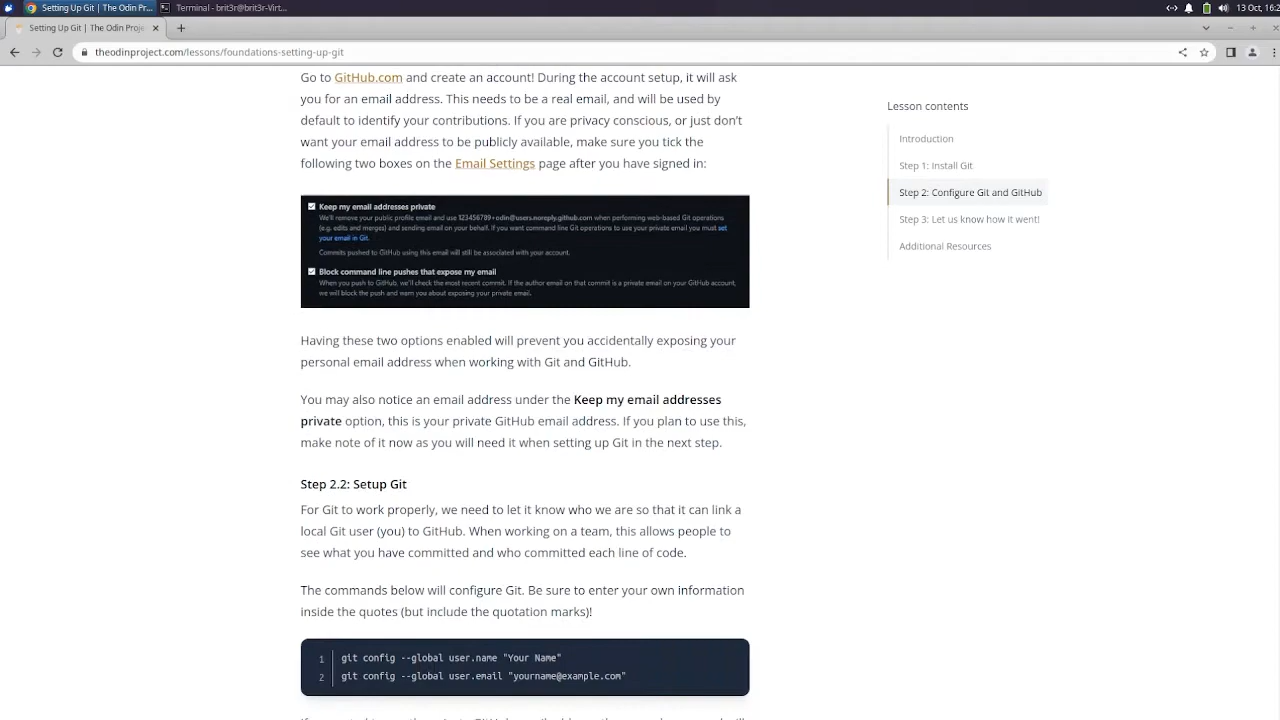 Setting Up Git | The Odin P...
Terminal - brit3r@brit3r-Virt...
13 Oct, 16:2
Setting Up Git | The Odin Proje
theodinproject.com/lessons/foundations-setting-up-git
Go to GitHub.com and create an account! During the account setup, it will ask
you for an email address. This needs to be a real email, and will be used by
default to identify your contributions. If you are privacy conscious, or just don't
want your email address to be publicly available, make sure you tick the
following two boxes on the Email Settings page after you have signed in:
Keep my email addresses private
We'll remove your public profile email and use 123456789+odin@users.noreply.github.com when performing web-based Git operations
(e.g. edits and merges) and sending email on your behalf. If you want command line Git operations to use your private email you must set
your email in Git.
Commits pushed to GitHub using this email will still be associated with your account.
Block command line pushes that expose my email
When you push to GitHub, we'll check the most recent commit. If the author email on that commit is a private email on your GitHub account,
we will block the push and warn you about exposing your private email.
Having these two options enabled will prevent you accidentally exposing your
personal email address when working with Git and GitHub.
You may also notice an email address under the Keep my email addresses
private option, this is your private GitHub email address. If you plan to use this,
make note of it now as you will need it when setting up Git in the next step.
Step 2.2: Setup Git
For Git to work properly, we need to let it know who we are so that it can link a
local Git user (you) to GitHub. When working on a team, this allows people to
see what you have committed and who committed each line of code.
The commands below will configure Git. Be sure to enter your own information
inside the quotes (but include the quotation marks)!
1 git config --global user.name "Your Name"
2 git config --global user.email "yourname@example.com"
Lesson contents
Introduction
Step 1: Install Git
Step 2: Configure Git and GitHub
Step 3: Let us know how it went!
Additional Resources